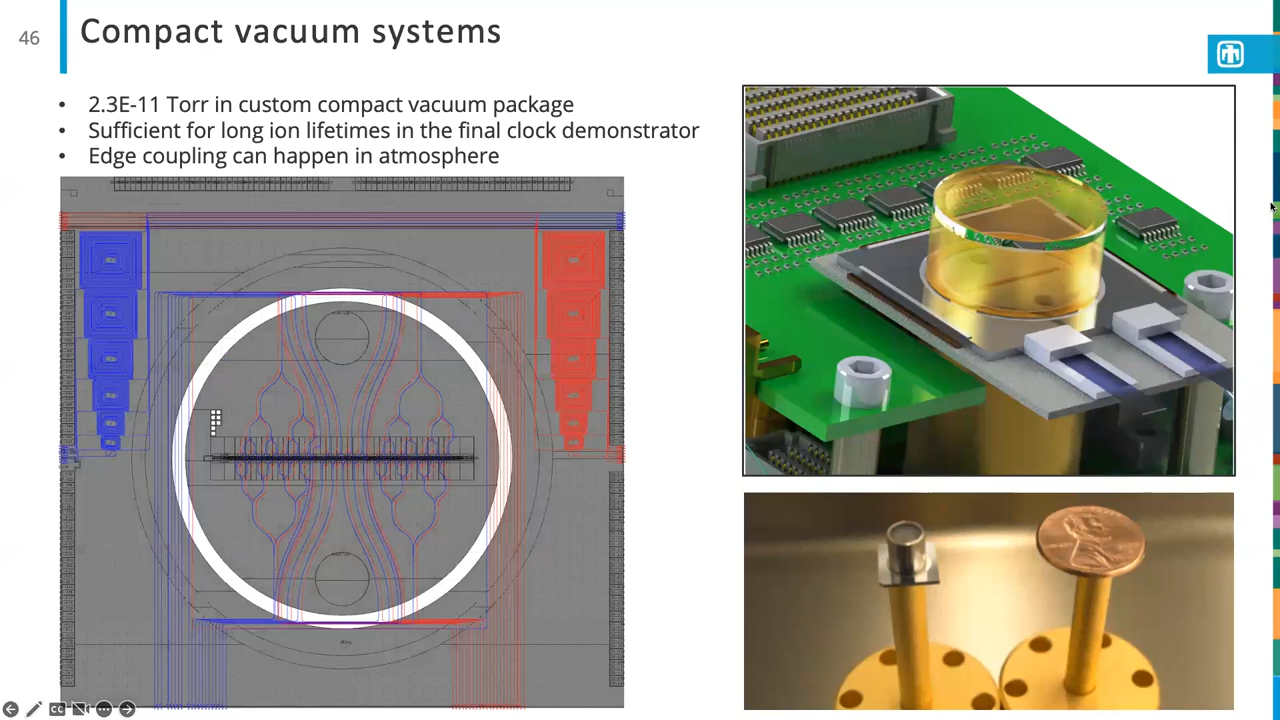 46
Compact vacuum systems
• 2.3E-11 Torr in custom compact vacuum package
• Sufficient for long ion lifetimes in the final clock demonstrator
• Edge coupling can happen in atmosphere
cc